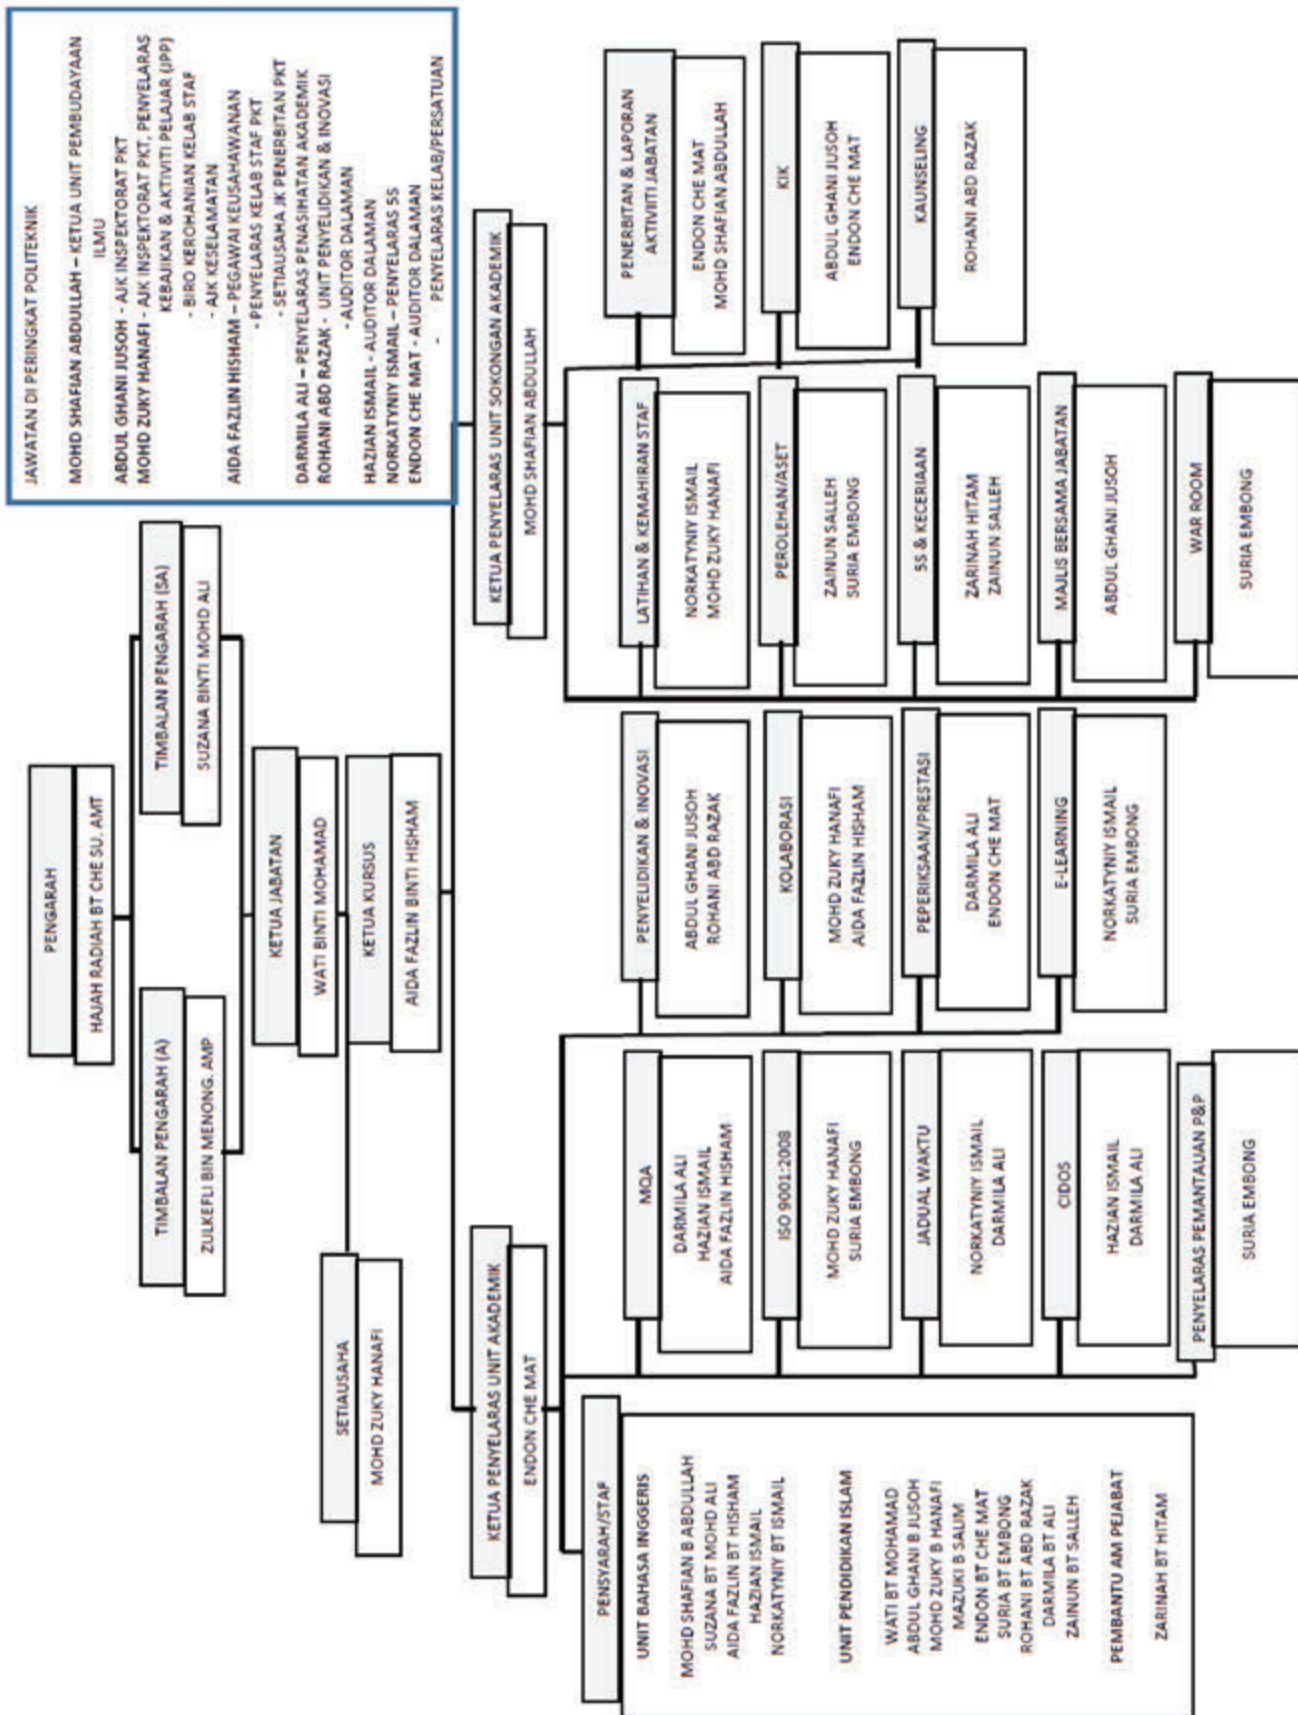 JAWATAN DI PERINGKAT POLITEKNIK
MOHD SHAFIAN ABDULLAH – KETUA UNIT PEMBUDAYAAN
ILMU
ABDUL GHANI JUSOH - AJK INSPEKTORAT PKT
MOHD ZUKY HANAFI - AJK INSPEKTORAT PKT, PENYELARAS
KEBAJIKAN & AKTIVITI PELAJAR (JPP)
- BIRO KEROHANIAN KELAB STAF
- AJK KESELAMATAN
AIDA FAZLIN HISHAM – PEGAWAI KEUSAHAWANAN
- PENYELARAS KELAB STAF PKT
- SETIAUSAHA JK PENERBITAN PKT
DARMILA ALI – PENYELARAS PENASIHATAN AKADEMIK
ROHANI ABD RAZAK - UNIT PENYELIDIKAN & INOVASI
- AUDITOR DALAMAN
HAZIAN ISMAIL - AUDITOR DALAMAN
NORKATYNIY ISMAIL – PENYELARAS 5S
ENDON CHE MAT - AUDITOR DALAMAN
- PENYELARAS KELAB/PERSATUAN
PENGARAH
HAJAH RADIAH BT CHE SU. AMT
TIMBALAN PENGARAH (A)
ZULKEFLI BIN MENONG. AMP
TIMBALAN PENGARAH (SA)
SUZANA BINTI MOHD ALI
KETUA JABATAN
WATI BINTI MOHAMAD
SETIAUSAHA
MOHD ZUKY HANAFI
KETUA KURSUS
AIDA FAZLIN BINTI HISHAM
KETUA PENYELARAS UNIT AKADEMIK
ENDON CHE MAT
KETUA PENYELARAS UNIT SOKONGAN AKADEMIK
MOHD SHAFIAN ABDULLAH
PENSYARAH/STAF
UNIT BAHASA INGGERIS
MOHD SHAFIAN B ABDULLAH
SUZANA BT MOHD ALI
AIDA FAZLIN BT HISHAM
HAZIAN ISMAIL
NORKATYNIY BT ISMAIL
UNIT PENDIDIKAN ISLAM
WATI BT MOHAMAD
ABDUL GHANI B JUSOH
MOHD ZUKY B HANAFI
MAZUKI B SALIM
ENDON BT CHE MAT
SURIA BT EMBONG
ROHANI BT ABD RAZAK
DARMILA BT ALI
ZAINUN BT SALLEH
PEMBANTU AM PEJABAT
ZARINAH BT HITAM
MQA
DARMILA ALI
HAZIAN ISMAIL
AIDA FAZLIN HISHAM
ISO 9001:2008
MOHD ZUKY HANAFI
SURIA EMBONG
JADUAL WAKTU
NORKATYNIY ISMAIL
DARMILA ALI
CIDOS
HAZIAN ISMAIL
DARMILA ALI
PENYELARAS PEMANTAUAN P&P
SURIA EMBONG
PENYELIDIKAN & INOVASI
ABDUL GHANI JUSOH
ROHANI ABD RAZAK
KOLABORASI
MOHD ZUKY HANAFI
AIDA FAZLIN HISHAM
PEPERIKSAAN/PRESTASI
DARMILA ALI
ENDON CHE MAT
E-LEARNING
NORKATYNIY ISMAIL
SURIA EMBONG
LATIHAN & KEMAHIRAN STAF
NORKATYNIY ISMAIL
MOHD ZUKY HANAFI
PEROLEHAN/ASET
ZAINUN SALLEH
SURIA EMBONG
5S & KECERIAAN
ZARINAH HITAM
ZAINUN SALLEH
MAJLIS BERSAMA JABATAN
ABDUL GHANI JUSOH
WAR ROOM
SURIA EMBONG
PENERBITAN & LAPORAN
AKTIVIITI JABATAN
ENDON CHE MAT
MOHD SHAFIAN ABDULLAH
KIK
ABDUL GHANI JUSOH
ENDON CHE MAT
KAUNSELING
ROHANI ABD RAZAK